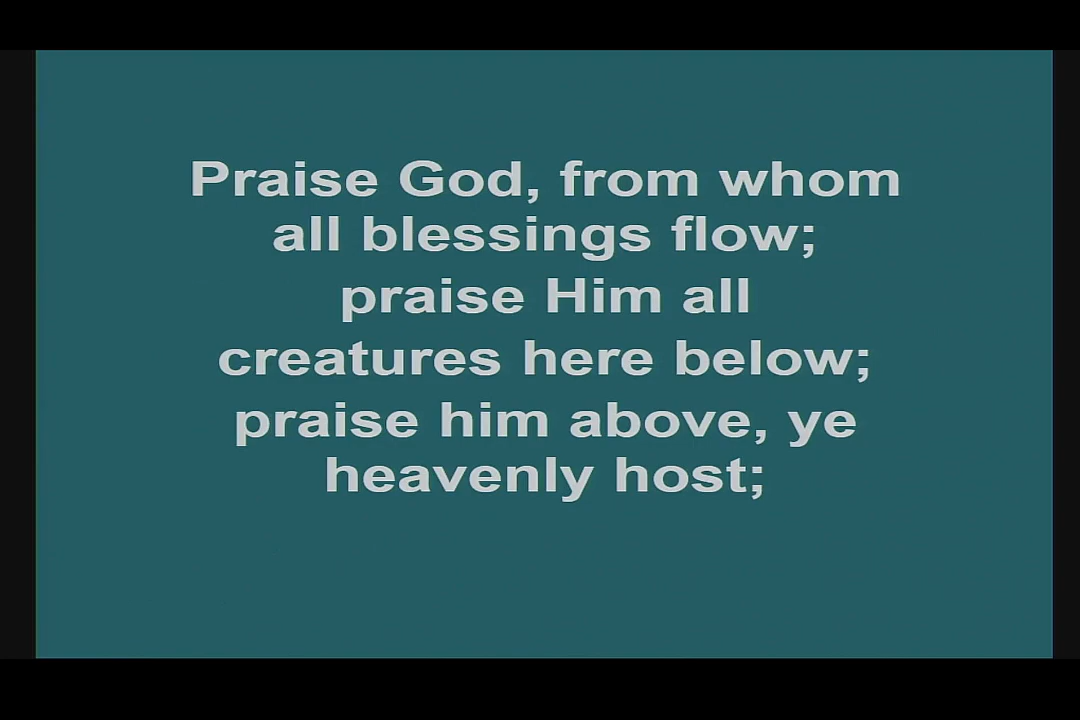 Praise God, from whom
all blessings flow;
praise Him all
creatures here below;
praise him above, ye
heavenly host;